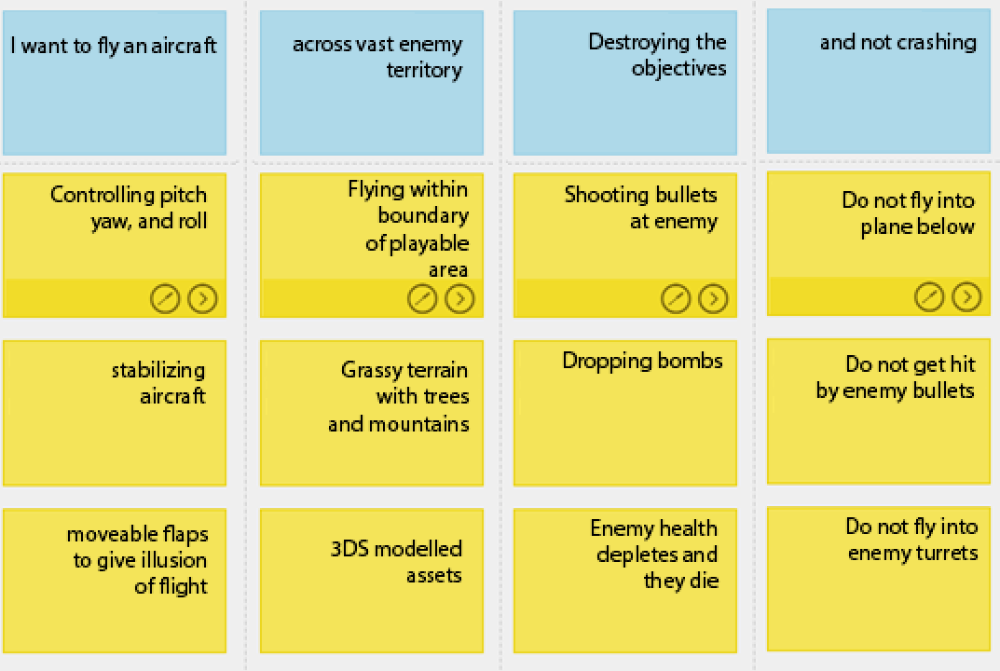 I want to fly an aircraft
across vast enemy
territory
Destroying the
objectives
and not crashing
Controlling pitch
yaw, and roll
Flying within
boundary
of playable
area
Shooting bullets
at enemy
Do not fly into
plane below
stabilizing
aircraft
Grassy terrain
with trees
and mountains
Dropping bombs
Do not get hit
by enemy bullets
moveable flaps
to give illusion
of flight
3DS modelled
assets
Enemy health
depletes and
they die
Do not fly into
enemy turrets